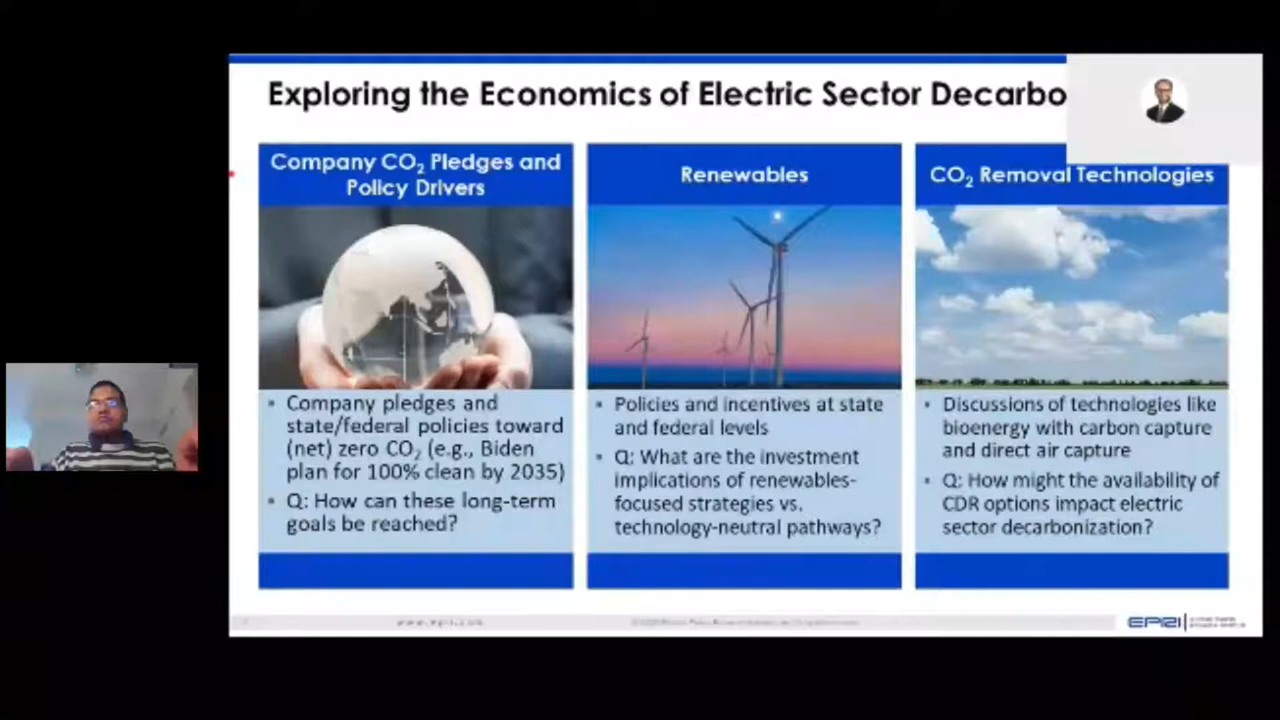 Exploring the Economics of Electric Sector Decarbo
Company CO₂ Pledges and
Policy Drivers
Company pledges and
state/federal policies toward
(net) zero CO₂ (e.g., Biden
plan for 100% clean by 2035)
Q: How can these long-term
goals be reached?
Renewables
Policies and incentives at state
and federal levels
Q: What are the investment
implications of renewables-
focused strategies vs.
technology-neutral pathways?
CO₂ Removal Technologies
Discussions of technologies like
bioenergy with carbon capture
and direct air capture
Q: How might the availability of
CDR options impact electric
sector decarbonization?
www.epri.com
EPRI